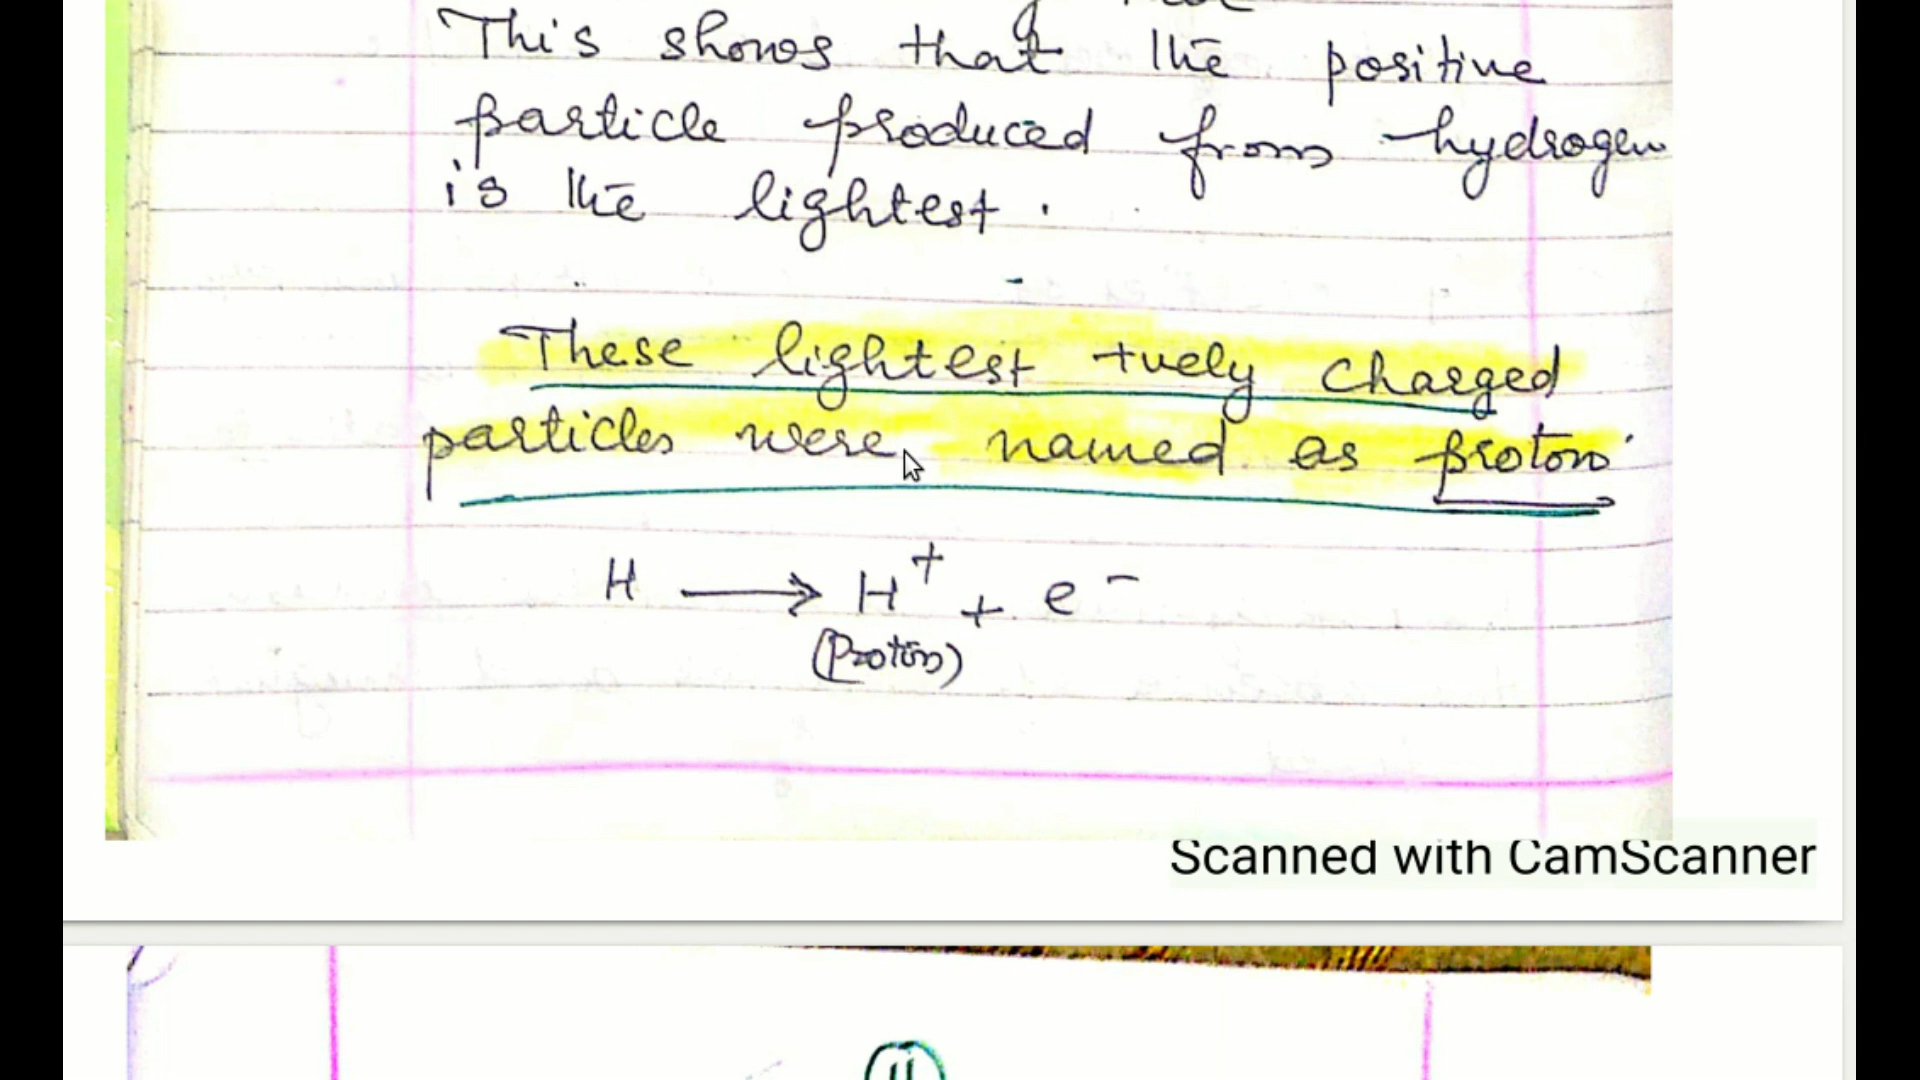 This shows that the positive
particle produced from hydrogen
is the lightest.
These lightest +vely charged
particles were named as proton.
H ⟶ H⁺ + e⁻
(Proton)
Scanned with CamScanner
11